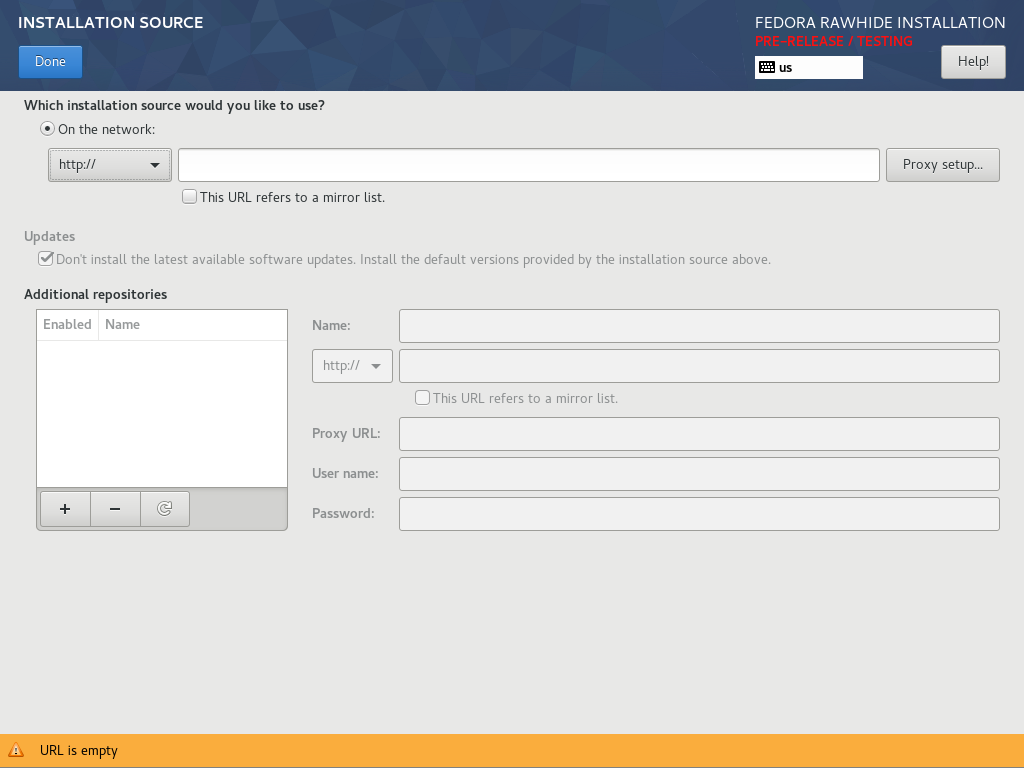 INSTALLATION SOURCE
FEDORA RAWHIDE INSTALLATION
PRE-RELEASE / TESTING
Done
us
Help!
Which installation source would you like to use?
On the network:
http://
Proxy setup...
This URL refers to a mirror list.
Updates
Don't install the latest available software updates. Install the default versions provided by the installation source above.
Additional repositories
Enabled Name
Name:
http://
This URL refers to a mirror list.
Proxy URL:
User name:
Password:
URL is empty